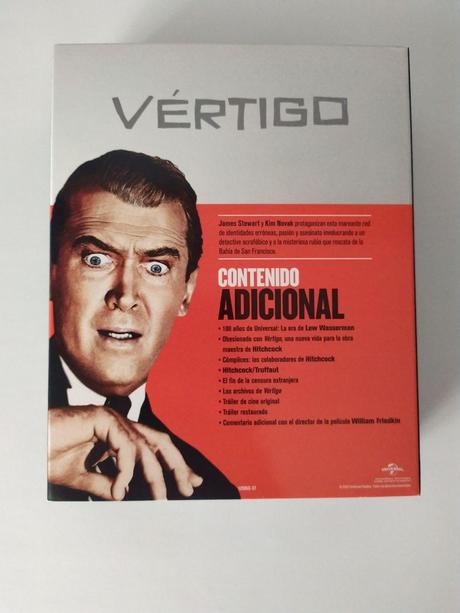 VÉRTIGO
James Stewart y Kim Novak protagonizan esta mareante red
de identidades erróneas, pasión y asesinato involucrando a un
detective acrofóbico y a la misteriosa rubia que rescata de la
Bahía de San Francisco.
CONTENIDO
ADICIONAL
• 100 años de Universal: La era de Lew Wasserman
• Obsesionado con Vértigo, una nueva vida para la obra
maestra de Hitchcock
• Cómplices: los colaboradores de Hitchcock
• Hitchcock/Truffaut
• El fin de la censura extranjera
• Los archivos de Vértigo
• Tráiler de cine original
• Tráiler restaurado
• Comentario adicional con el director de la película William Friedkin
UNIVERSAL